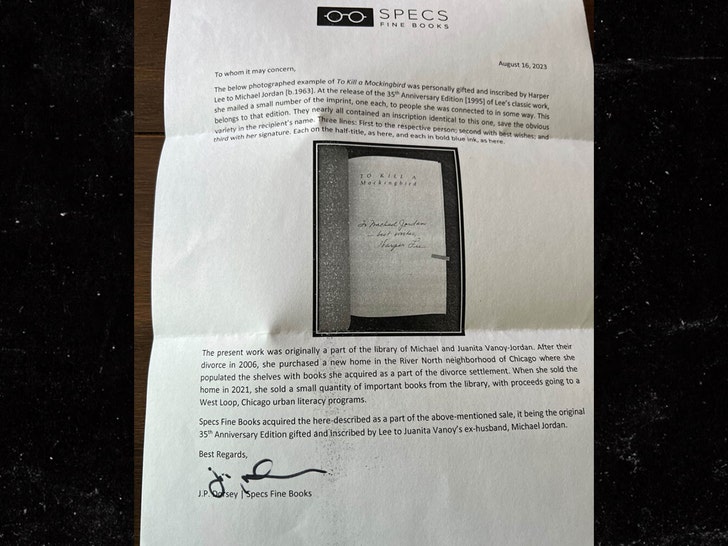 SPECS
FINE BOOKS
August 16, 2023
To whom it may concern,
The below photographed example of To Kill a Mockingbird was personally gifted and inscribed by Harper
Lee to Michael Jordan [b.1963]. At the release of the 35th Anniversary Edition [1995] of Lee's classic work,
she mailed a small number of the imprint, one each, to people she was connected to in some way. This
belongs to that edition. They nearly all contained an inscription identical to this one, save the obvious
variety in the recipient's name. Three lines: First to the respective person; second with best wishes; and
third with her signature. Each on the half-title, as here, and each in bold blue ink, as here.
TO KILL A
Mockingbird
To Michael Jordan
best wishes,
Harper Lee
The present work was originally a part of the library of Michael and Juanita Vanoy-Jordan. After their
divorce in 2006, she purchased a new home in the River North neighborhood of Chicago where she
populated the shelves with books she acquired as a part of the divorce settlement. When she sold the
home in 2021, she sold a small quantity of important books from the library, with proceeds going to a
West Loop, Chicago urban literacy programs.
Specs Fine Books acquired the here-described as a part of the above-mentioned sale, it being the original
35th Anniversary Edition gifted and inscribed by Lee to Juanita Vanoy's ex-husband, Michael Jordan.
Best Regards,
J.P. Dorsey | Specs Fine Books